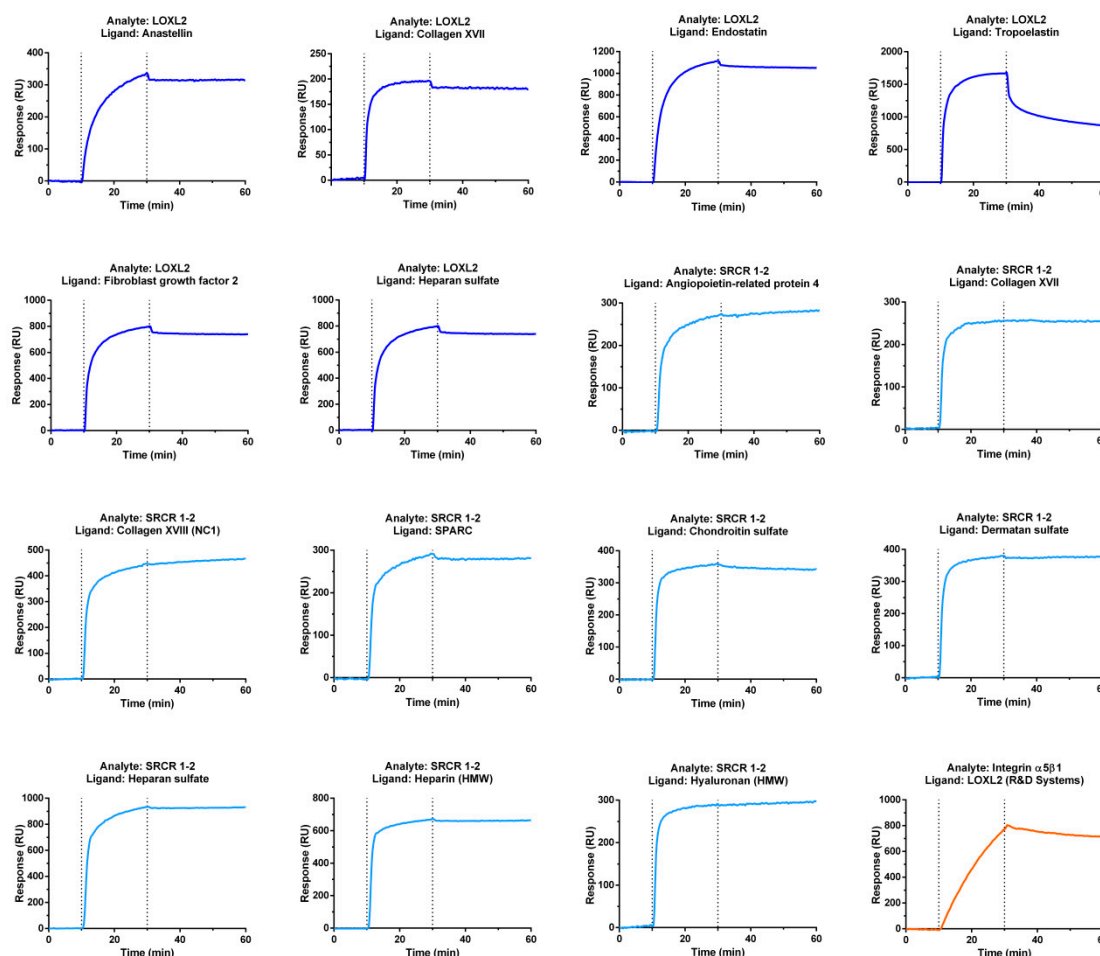 Analyte: LOXL2
Ligand: Anastellin
Response (RU)
400
300
200
100
0
0
20
40
60
Time (min)
Analyte: LOXL2
Ligand: Collagen XVII
Response (RU)
250
200
150
100
50
0
0
20
40
60
Time (min)
Analyte: LOXL2
Ligand: Endostatin
Response (RU)
1200
1000
800
600
400
200
0
0
20
40
60
Time (min)
Analyte: LOXL2
Ligand: Tropoelastin
Response (RU)
2000
1500
1000
500
0
0
20
40
60
Time (min)
Analyte: LOXL2
Ligand: Fibroblast growth factor 2
Response (RU)
1000
800
600
400
200
0
0
20
40
60
Time (min)
Analyte: LOXL2
Ligand: Heparan sulfate
Response (RU)
1000
800
600
400
200
0
0
20
40
60
Time (min)
Analyte: SRCR 1-2
Ligand: Angiopoietin-related protein 4
Response (RU)
300
200
100
0
0
20
40
60
Time (min)
Analyte: SRCR 1-2
Ligand: Collagen XVII
Response (RU)
300
200
100
0
0
20
40
60
Time (min)
Analyte: SRCR 1-2
Ligand: Collagen XVIII (NC1)
Response (RU)
500
400
300
200
100
0
0
20
40
60
Time (min)
Analyte: SRCR 1-2
Ligand: SPARC
Response (RU)
300
200
100
0
0
20
40
60
Time (min)
Analyte: SRCR 1-2
Ligand: Chondroitin sulfate
Response (RU)
400
300
200
100
0
0
20
40
60
Time (min)
Analyte: SRCR 1-2
Ligand: Dermatan sulfate
Response (RU)
400
300
200
100
0
0
20
40
60
Time (min)
Analyte: SRCR 1-2
Ligand: Heparan sulfate
Response (RU)
1000
800
600
400
200
0
0
20
40
60
Time (min)
Analyte: SRCR 1-2
Ligand: Heparin (HMW)
Response (RU)
800
600
400
200
0
0
20
40
60
Time (min)
Analyte: SRCR 1-2
Ligand: Hyaluronan (HMW)
Response (RU)
300
200
100
0
0
20
40
60
Time (min)
Analyte: Integrin α5β1
Ligand: LOXL2 (R&D Systems)
Response (RU)
1000
800
600
400
200
0
0
20
40
60
Time (min)